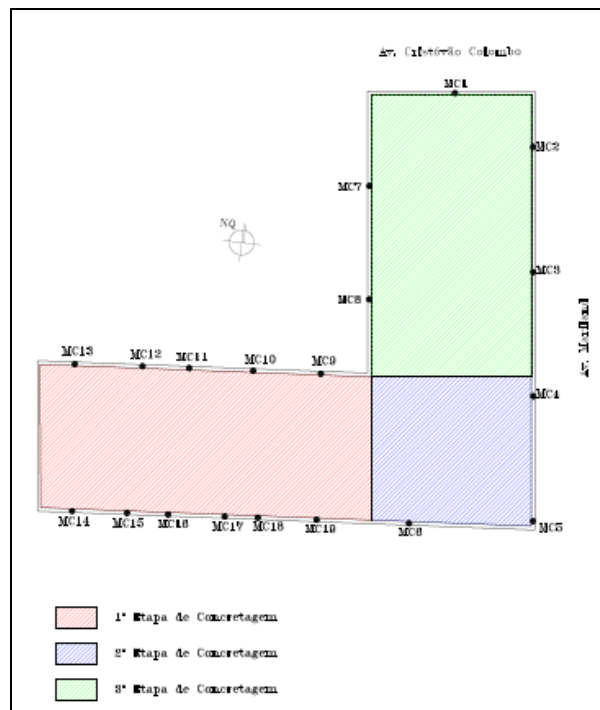 Av. Cristóvão Colombo
MC1
MC2
MC7
NQ
MC3
MC8
MC13
MC12
MC11
MC10
MC9
MC4
MC14
MC15
MC16
MC17
MC18
MC19
MC6
MC5
1ª Etapa de Concretagem
2ª Etapa de Concretagem
3ª Etapa de Concretagem